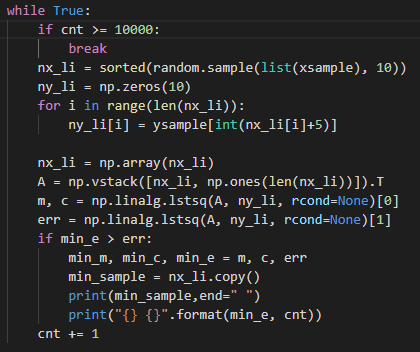 while True:
    if cnt >= 10000:
        break
    nx_li = sorted(random.sample(list(xsample), 10))
    ny_li = np.zeros(10)
    for i in range(len(nx_li)):
        ny_li[i] = ysample[int(nx_li[i]+5)]

    nx_li = np.array(nx_li)
    A = np.vstack([nx_li, np.ones(len(nx_li))]).T
    m, c = np.linalg.lstsq(A, ny_li, rcond=None)[0]
    err = np.linalg.lstsq(A, ny_li, rcond=None)[1]
    if min_e > err:
        min_m, min_c, min_e = m, c, err
        min_sample = nx_li.copy()
        print(min_sample,end=" ")
        print("{} {}".format(min_e, cnt))
    cnt += 1